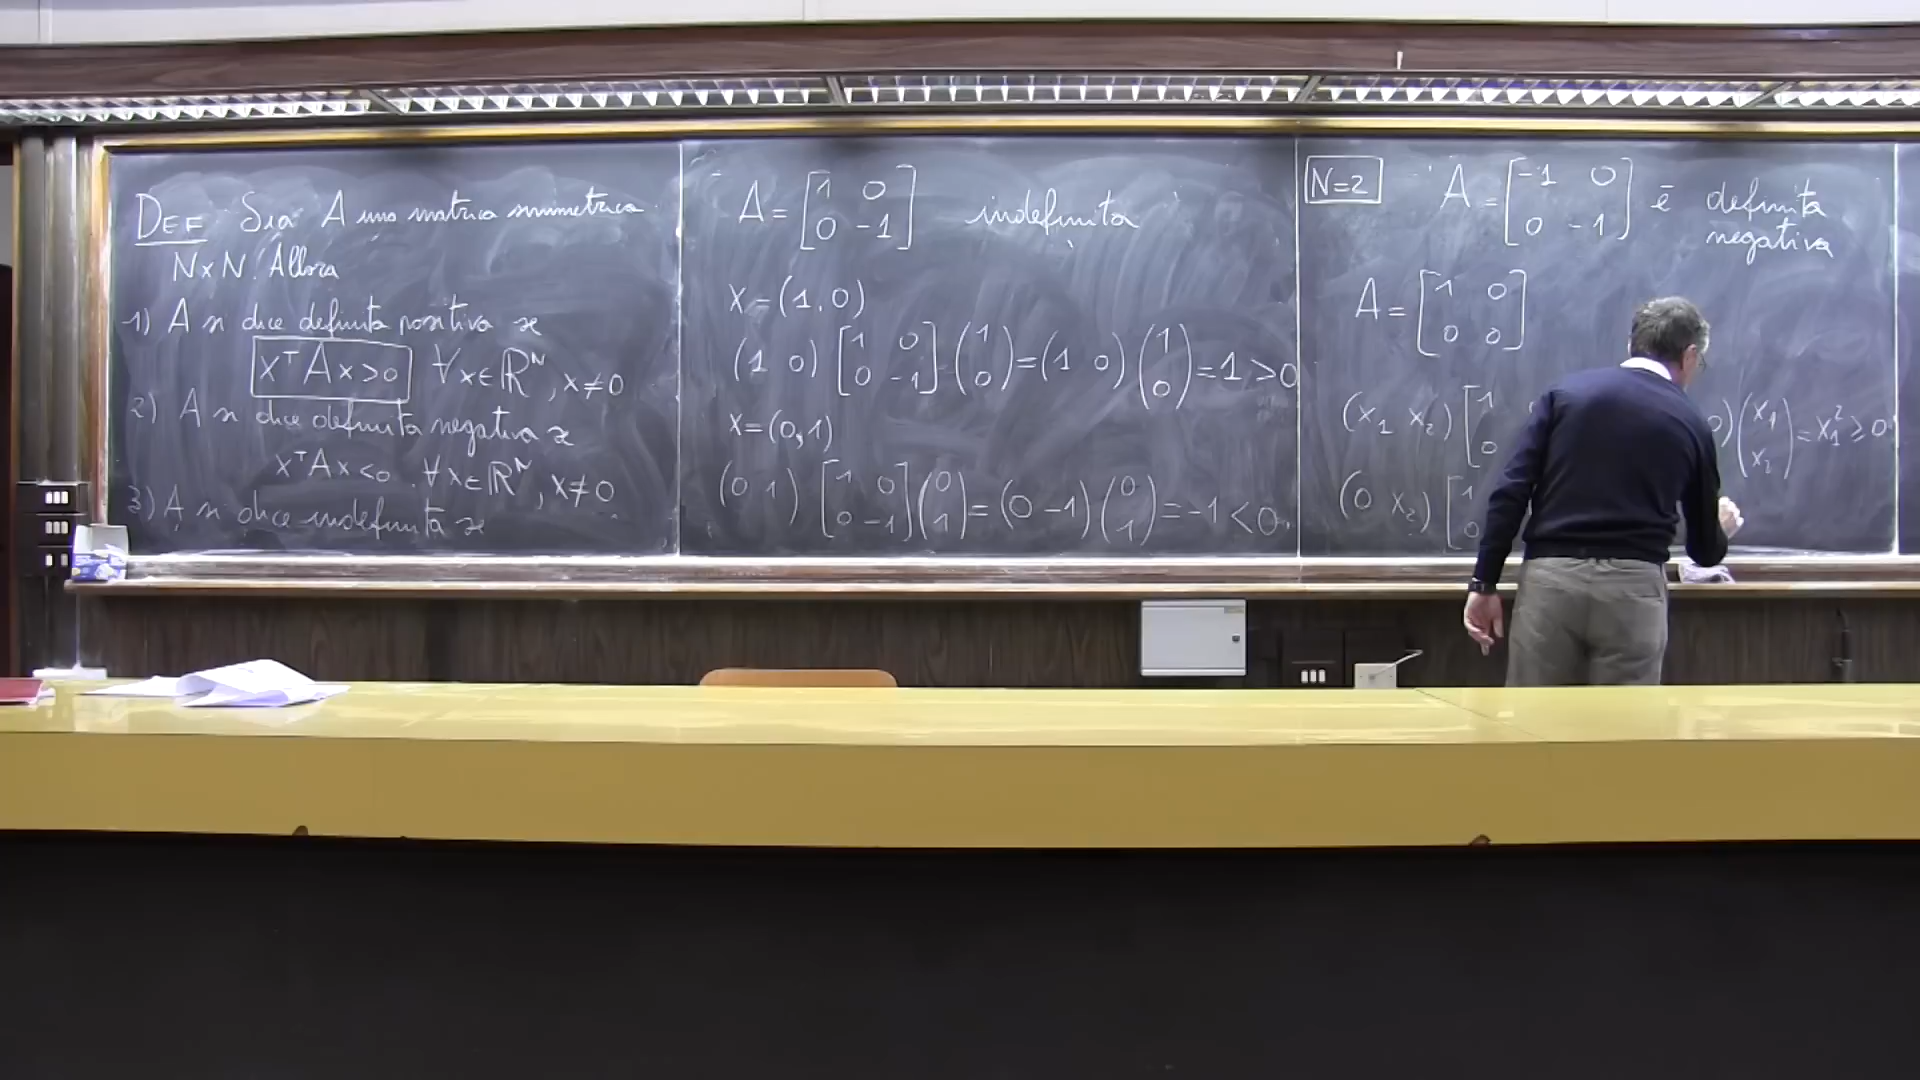 DEF Sia A una matrice simmetrica
N×N. Allora
1) A si dice definita positiva se
xᵀAx>0 ∀x∈ℝᴺ, x≠0
2) A si dice definita negativa se
xᵀAx<0 ∀x∈ℝᴺ, x≠0
3) A si dice indefinita se
A = [1 0; 0 -1] indefinita
x=(1,0)
(1 0) [1 0; 0 -1] (1; 0) = (1 0) (1; 0) = 1 > 0
x=(0,1)
(0 1) [1 0; 0 -1] (0; 1) = (0 -1) (0; 1) = -1 < 0
N=2 A = [-1 0; 0 -1] è definita
negativa
A = [1 0; 0 0]
(x₁ x₂) [1 0 0) (x₁; x₂) = x₁² ≥ 0
(0 x₂) [1 0